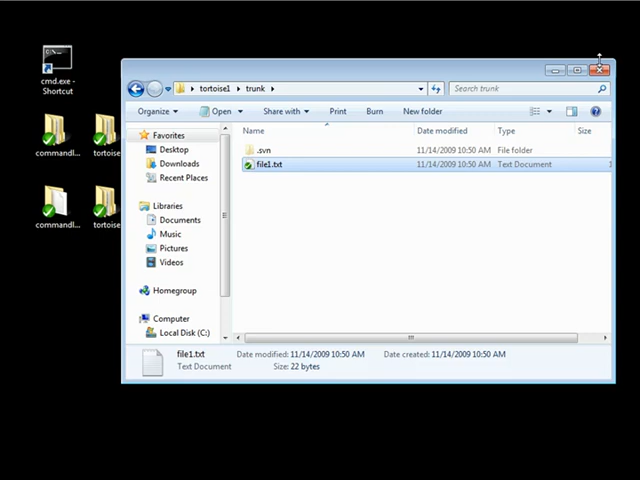 cmd.exe -
Shortcut
commandl...
tortoise
commandl...
tortoise
tortoise1 trunk
Search trunk
Organize Open Share with Print Burn New folder
Favorites
Desktop
Downloads
Recent Places
Libraries
Documents
Music
Pictures
Videos
Homegroup
Computer
Local Disk (C:)
Name Date modified Type Size
.svn 11/14/2009 10:50 AM File folder
file1.txt 11/14/2009 10:50 AM Text Document 1
file1.txt Date modified: 11/14/2009 10:50 AM Date created: 11/14/2009 10:50 AM
Text Document Size: 22 bytes